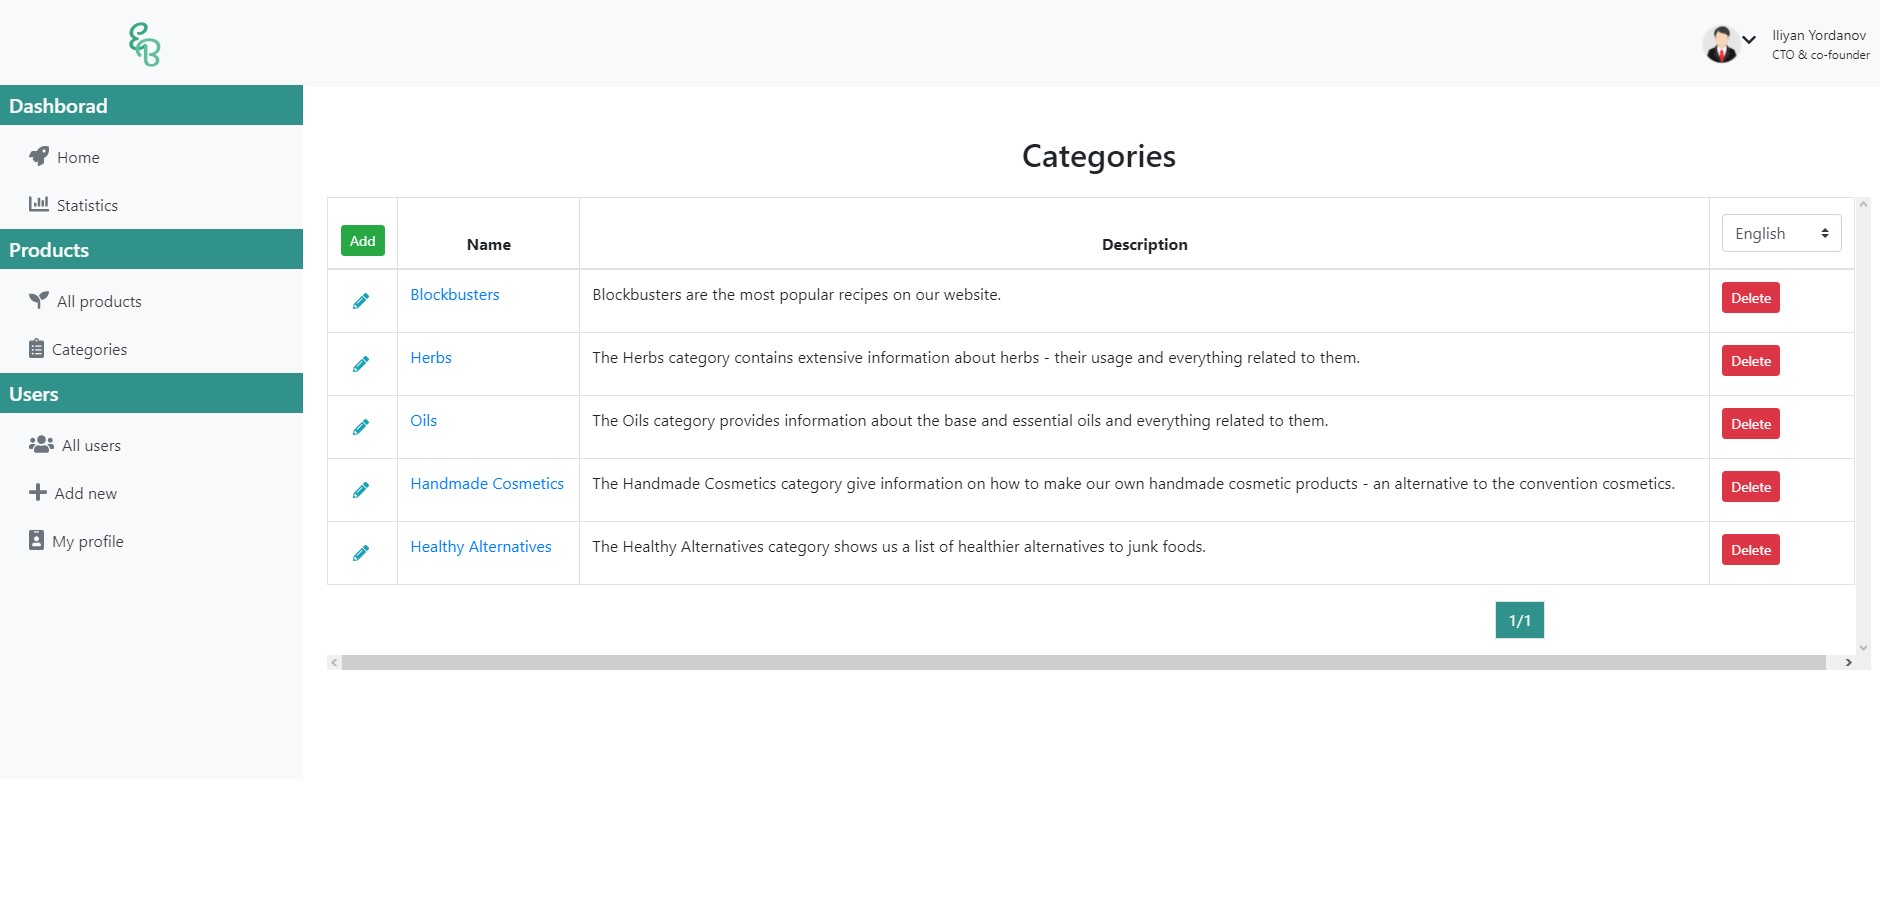 EB
Iliyan Yordanov
CTO & co-founder
Dashborad
Home
Statistics
Products
All products
Categories
Users
All users
Add new
My profile
Categories
Add Name Description English
Blockbusters Blockbusters are the most popular recipes on our website. Delete
Herbs The Herbs category contains extensive information about herbs - their usage and everything related to them. Delete
Oils The Oils category provides information about the base and essential oils and everything related to them. Delete
Handmade Cosmetics The Handmade Cosmetics category give information on how to make our own handmade cosmetic products - an alternative to the convention cosmetics. Delete
Healthy Alternatives The Healthy Alternatives category shows us a list of healthier alternatives to junk foods. Delete
1/1